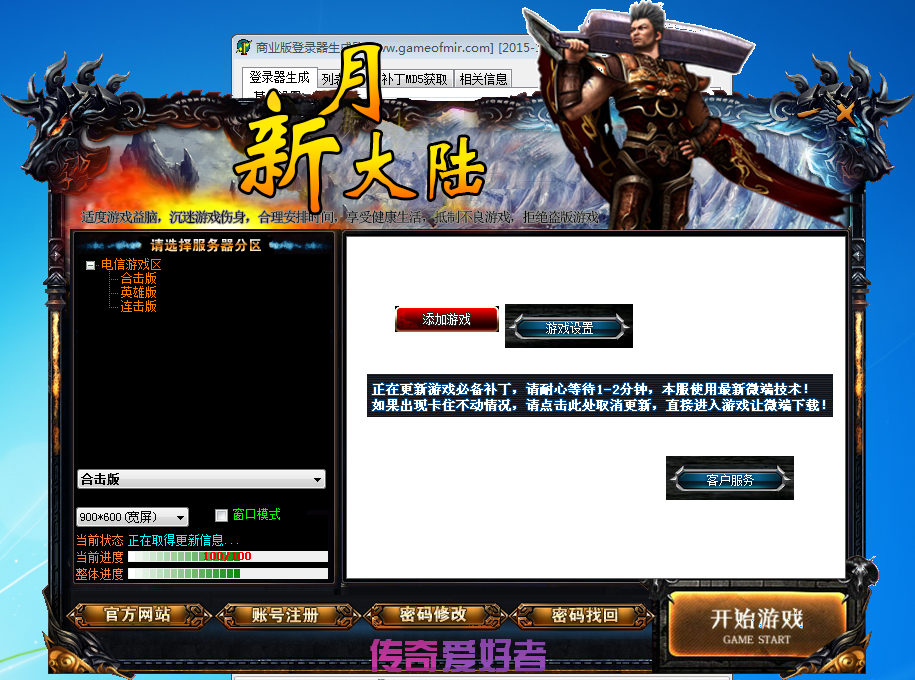 商业版登录器生成
www.gameofmir.com] [2015-
登录器生成 列表 补丁MD5获取 相关信息
新月大陆
适度游戏益脑，沉迷游戏伤身，合理安排时间，享受健康生活，抵制不良游戏，拒绝盗版游戏
请选择服务器分区
电信游戏区
合击版
英雄版
连击版
添加游戏
游戏设置
正在更新游戏必备补丁，请耐心等待1-2分钟，本服使用最新微端技术！
如果出现卡住不动情况，请点击此处取消更新，直接进入游戏让微端下载！
客户服务
合击版
900*600(宽屏)
窗口模式
当前状态 正在取得更新信息...
当前进度 100/100
整体进度
官方网站 账号注册 密码修改 密码找回
开始游戏
GAME START
传奇爱好者